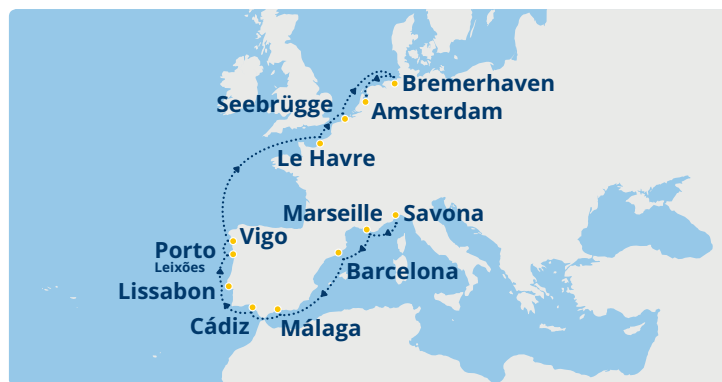 Bremerhaven
Seebrügge
Amsterdam
Le Havre
Marseille
Savona
Vigo
Porto
Leixões
Barcelona
Lissabon
Cádiz
Málaga